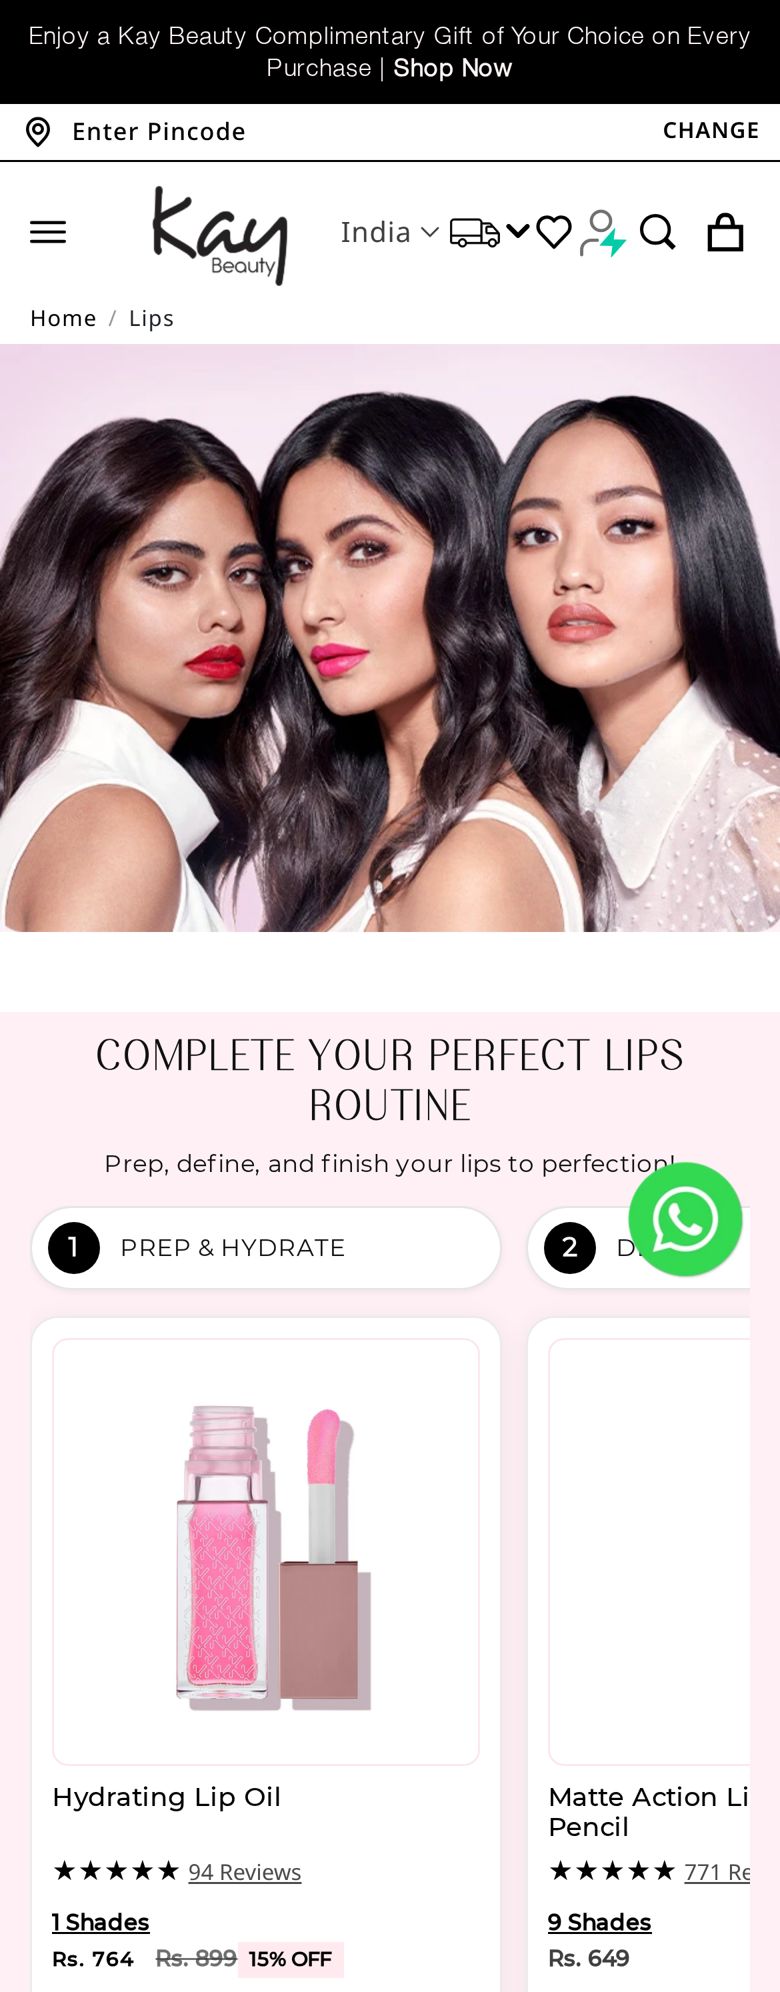 Enjoy a Kay Beauty Complimentary Gift of Your Choice on Every
Purchase | Shop Now
Enter Pincode
CHANGE
Kay
Beauty
India
Home / Lips
COMPLETE YOUR PERFECT LIPS
ROUTINE
Prep, define, and finish your lips to perfection!
1 PREP & HYDRATE
2
Hydrating Lip Oil
★★★★★ 94 Reviews
1 Shades
Rs. 764 Rs. 899 15% OFF
Matte Action
Pencil
★★★★★ 771
9 Shades
Rs. 649